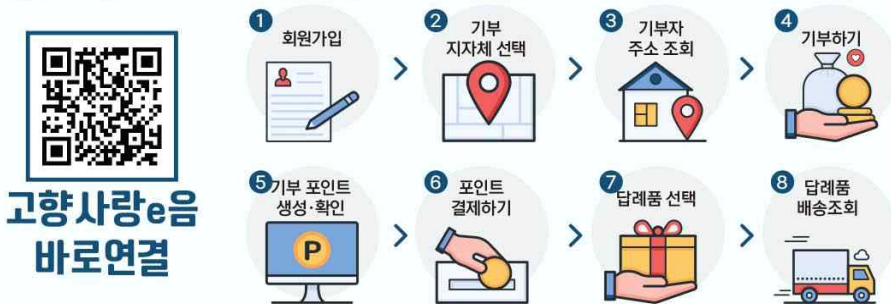 고향사랑e음
바로연결
1
회원가입
2
기부
지자체 선택
3
기부자
주소 조회
4
기부하기
5
기부 포인트
생성·확인
P
6
포인트
결제하기
7
답례품 선택
8
답례품
배송조회